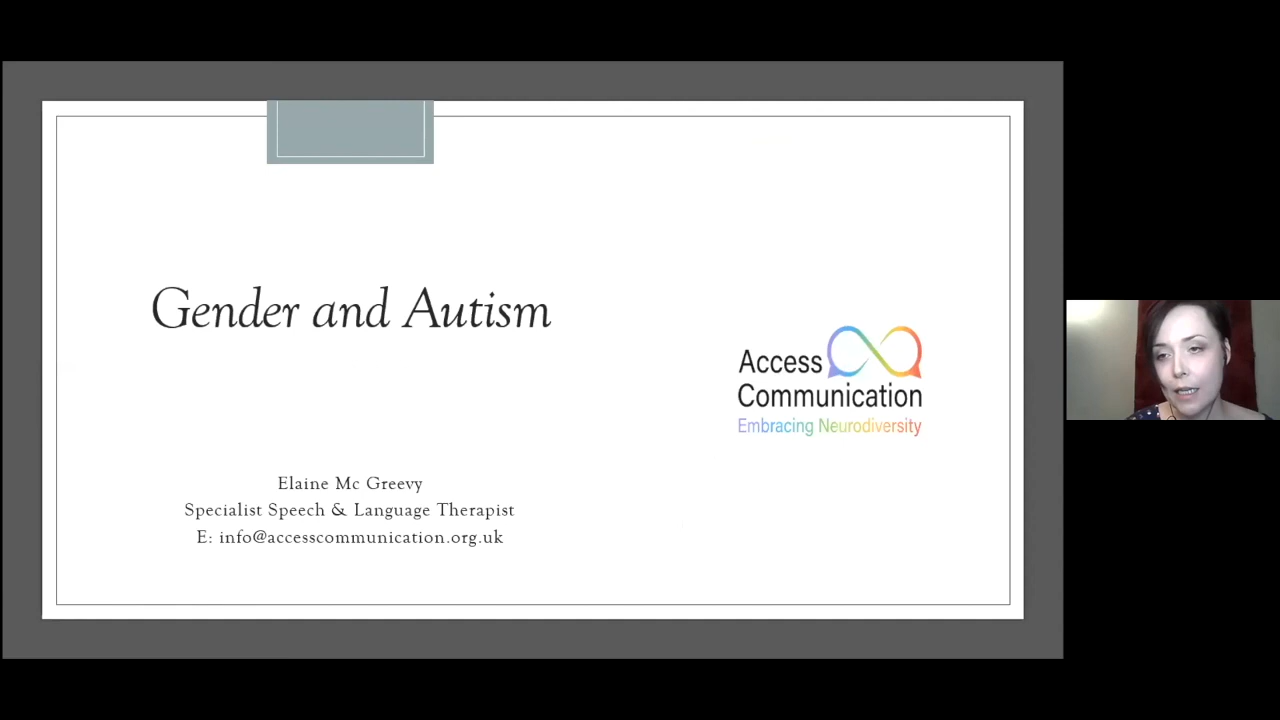 Gender and Autism
Access
Communication
Embracing Neurodiversity
Elaine Mc Greevy
Specialist Speech & Language Therapist
E: info@accesscommunication.org.uk